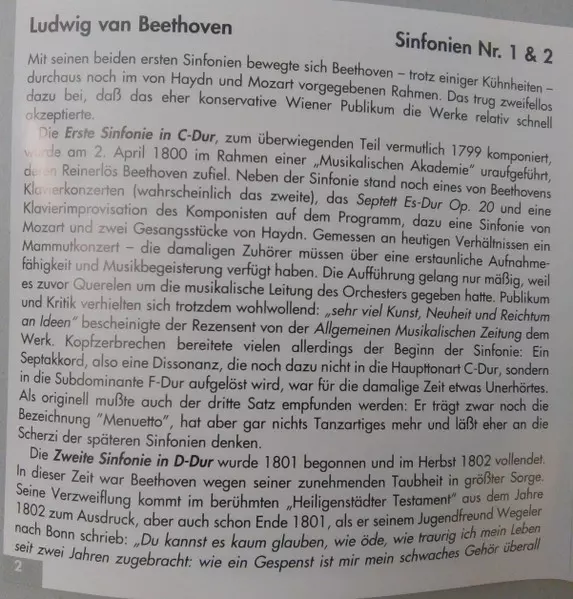 Ludwig van Beethoven
Sinfonien Nr. 1 & 2
Mit seinen beiden ersten Sinfonien bewegte sich Beethoven – trotz einiger Kühnheiten –
durchaus noch im von Haydn und Mozart vorgegebenen Rahmen. Das trug zweifellos
dazu bei, daß das eher konservative Wiener Publikum die Werke relativ schnell
akzeptierte.
Die Erste Sinfonie in C-Dur, zum überwiegenden Teil vermutlich 1799 komponiert,
wurde am 2. April 1800 im Rahmen einer „Musikalischen Akademie" uraufgeführt,
deren Reinerlös Beethoven zufiel. Neben der Sinfonie stand noch eines von Beethovens
Klavierkonzerten (wahrscheinlich das zweite), das Septett Es-Dur Op. 20 und eine
Klavierimprovisation des Komponisten auf dem Programm, dazu eine Sinfonie von
Mozart und zwei Gesangsstücke von Haydn. Gemessen an heutigen Verhältnissen ein
Mammutkonzert – die damaligen Zuhörer müssen über eine erstaunliche Aufnahme-
fähigkeit und Musikbegeisterung verfügt haben. Die Aufführung gelang nur mäßig, weil
es zuvor Querelen um die musikalische Leitung des Orchesters gegeben hatte. Publikum
und Kritik verhielten sich trotzdem wohlwollend: „sehr viel Kunst, Neuheit und Reichtum
an Ideen" bescheinigte der Rezensent von der Allgemeinen Musikalischen Zeitung dem
Werk. Kopfzerbrechen bereitete vielen allerdings der Beginn der Sinfonie: Ein
Septakkord, also eine Dissonanz, die noch dazu nicht in die Haupttonart C-Dur, sondern
in die Subdominante F-Dur aufgelöst wird, war für die damalige Zeit etwas Unerhörtes.
Als originell mußte auch der dritte Satz empfunden werden: Er trägt zwar noch die
Bezeichnung "Menuetto", hat aber gar nichts Tanzartiges mehr und läßt eher an die
Scherzi der späteren Sinfonien denken.
Die Zweite Sinfonie in D-Dur wurde 1801 begonnen und im Herbst 1802 vollendet.
In dieser Zeit war Beethoven wegen seiner zunehmenden Taubheit in größter Sorge.
Seine Verzweiflung kommt im berühmten „Heiligenstädter Testament" aus dem Jahre
1802 zum Ausdruck, aber auch schon Ende 1801, als er seinem Jugendfreund Wegeler
nach Bonn schrieb: „Du kannst es kaum glauben, wie öde, wie traurig ich mein Leben
seit zwei Jahren zugebracht: wie ein Gespenst ist mir mein schwaches Gehör überall
2